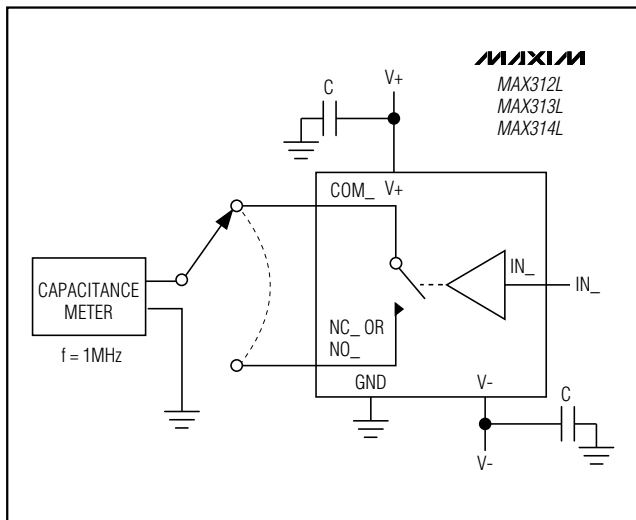 MAXIM
MAX312L
MAX313L
MAX314L
C
V+
COM_
V+
IN_
IN_
CAPACITANCE
METER
f = 1MHz
NC_ OR
NO_
GND
V-
C
V-